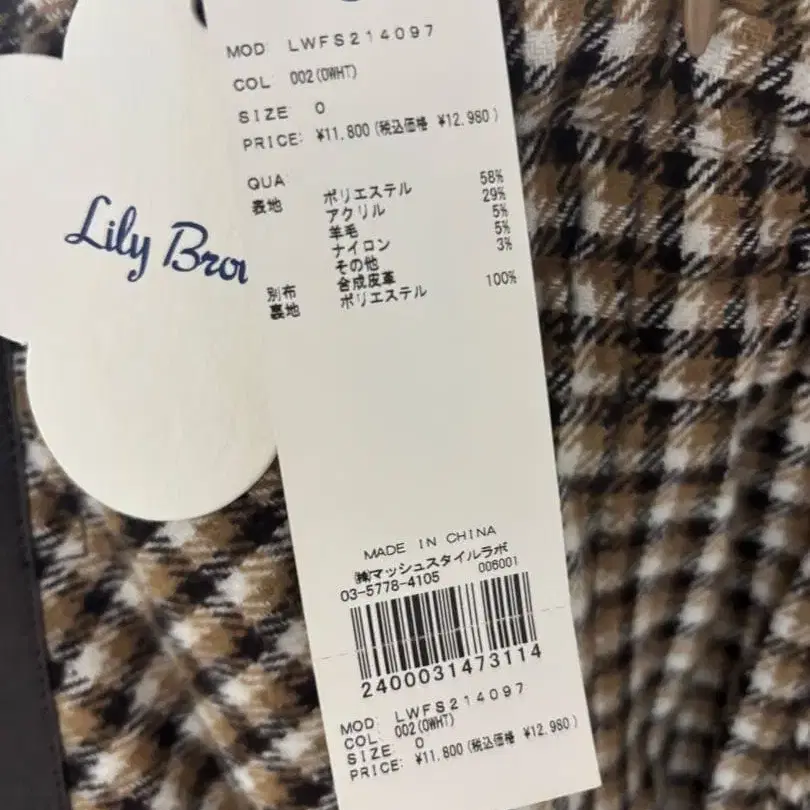 Lily Brow
MOD LWFS214097
COL 002(OWHT)
SIZE 0
PRICE: ¥11,800(税込価格 ¥12,980)
QUA
表地 ポリエステル 58%
アクリル 29%
羊毛 5%
ナイロン 5%
その他 3%
別布 合成皮革
裏地 ポリエステル 100%
MADE IN CHINA
㈱マッシュスタイルラボ
03-5778-4105 006001
2400031473114
MOD LWFS214097
COL: 002(OWHT)
SIZE: 0
PRICE: ¥11,800(税込価格 ¥12,980)